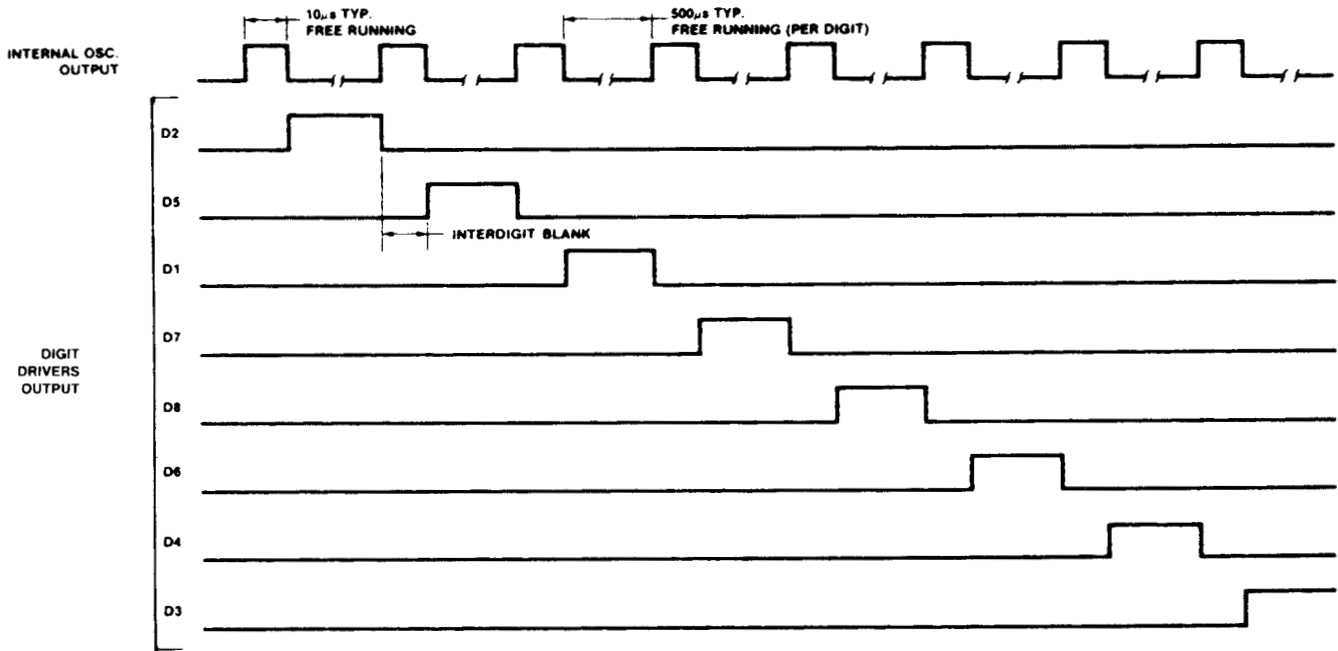 10µs TYP.
FREE RUNNING
500µs TYP.
FREE RUNNING (PER DIGIT)
INTERNAL OSC.
OUTPUT
D2
D5
INTERDIGIT BLANK
D1
D7
DIGIT
DRIVERS
OUTPUT
D8
D6
D4
D3